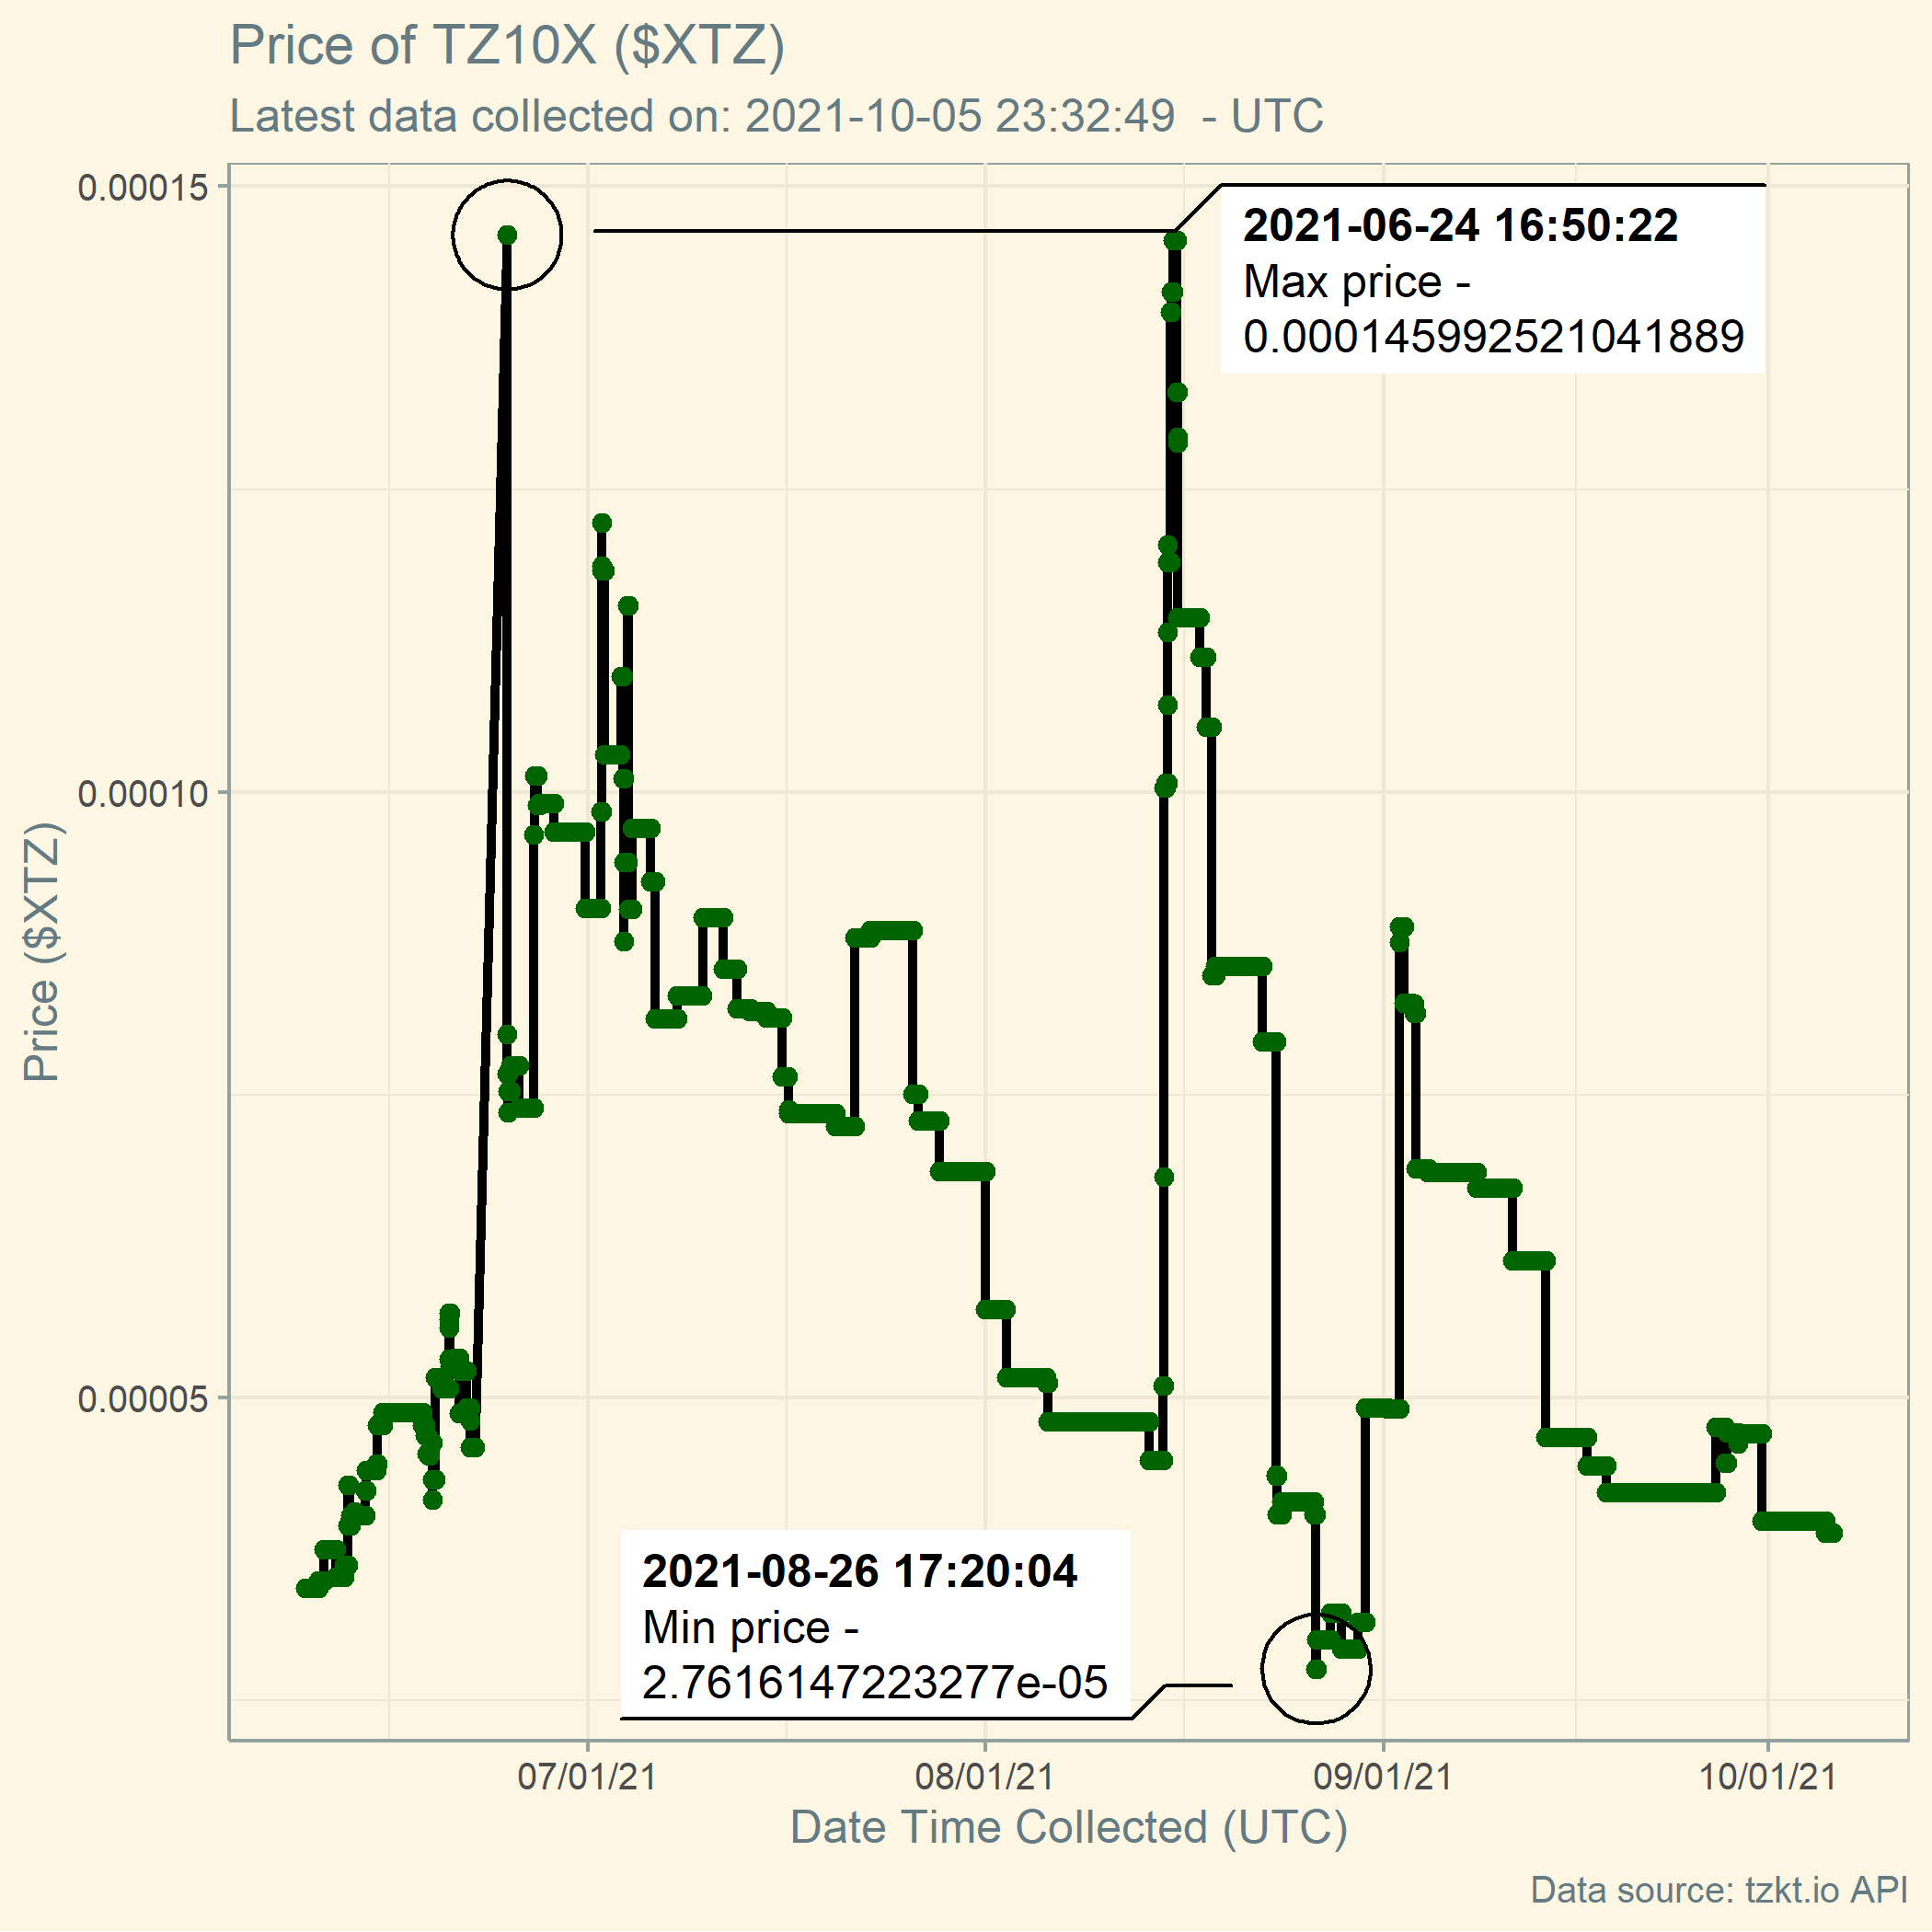 Price of TZ10X ($XTZ)
Latest data collected on: 2021-10-05 23:32:49  - UTC
0.00015
0.00010
0.00005
Price ($XTZ)
2021-06-24 16:50:22
Max price -
0.0001459925210418​89
2021-08-26 17:20:04
Min price -
2.7616147223277e-05
07/01/21
08/01/21
09/01/21
10/01/21
Date Time Collected (UTC)
Data source: tzkt.io API